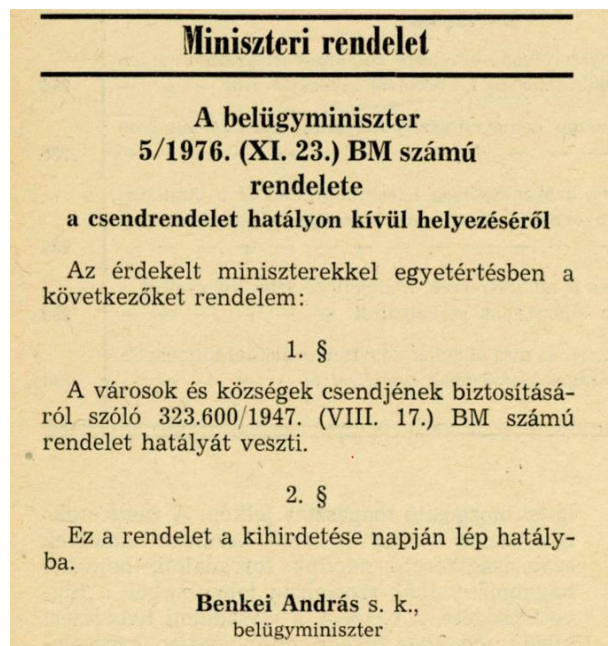 Miniszteri rendelet
A belügyminiszter
5/1976. (XI. 23.) BM számú
rendelete
a csendrendelet hatályon kívül helyezéséről
Az érdekelt miniszterekkel egyetértésben a
következőket rendelem:
1. §
A városok és községek csendjének biztosításá-
ról szóló 323.600/1947. (VIII. 17.) BM számú
rendelet hatályát veszti.
2. §
Ez a rendelet a kihirdetése napján lép hatály-
ba.
Benkei András s. k.,
belügyminiszter